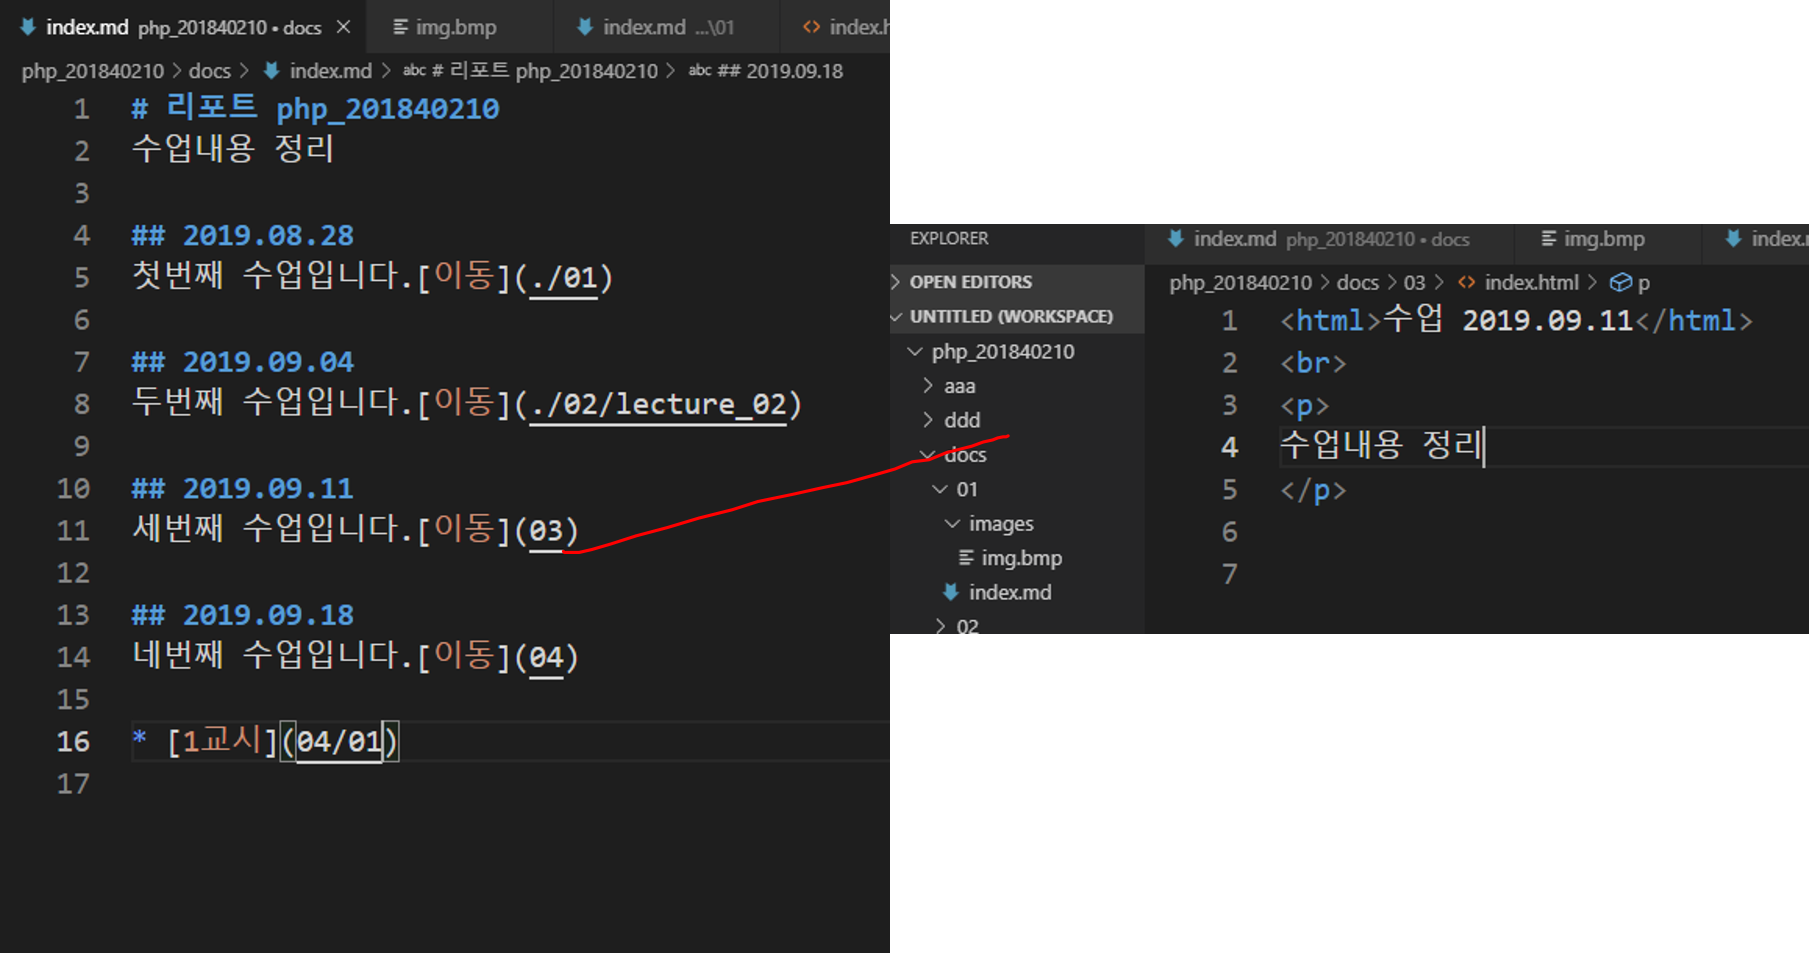 index.md php_201840210 • docs ×
img.bmp
index.md ...\01
<> index.h
php_201840210 > docs > index.md > abc # 리포트 php_201840210 > abc ## 2019.09.18
1 # 리포트 php_201840210
2 수업내용 정리
3
4 ## 2019.08.28
5 첫번째 수업입니다.[이동](./01)
6
7 ## 2019.09.04
8 두번째 수업입니다.[이동](./02/lecture_02)
9
10 ## 2019.09.11
11 세번째 수업입니다.[이동](03)
12
13 ## 2019.09.18
14 네번째 수업입니다.[이동](04)
15
16 * [1교시](04/01)
17
EXPLORER
> OPEN EDITORS
UNTITLED (WORKSPACE)
php_201840210
> aaa
> ddd
docs
01
images
img.bmp
index.md
> 02
index.md php_201840210 • docs
img.bmp
index.
php_201840210 > docs > 03 > <> index.html > p
1 <html>수업 2019.09.11</html>
2 <br>
3 <p>
4 수업내용 정리
5 </p>
6
7